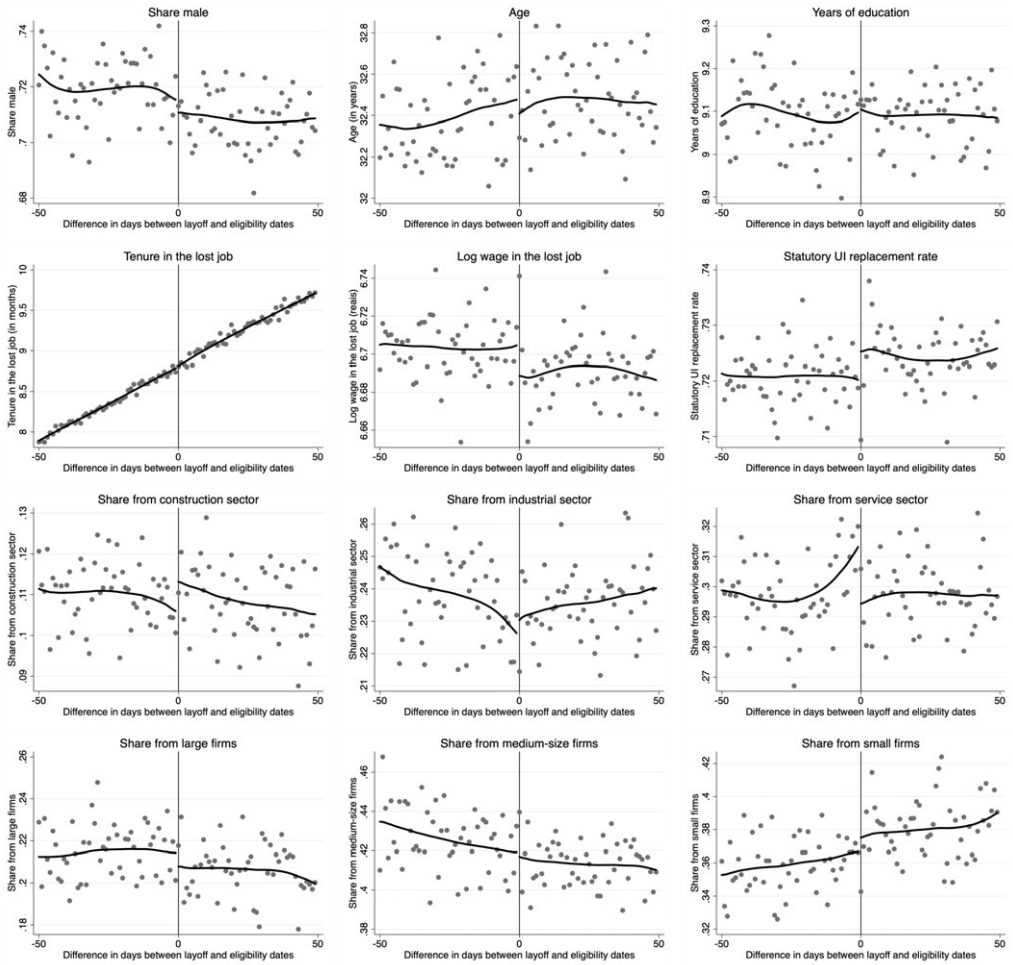 Share male
Share male
.68 .7 .72 .74
-50 0 50
Difference in days between layoff and eligibility dates
Age
Age (in years)
32 32.2 32.4 32.6 32.8
-50 0 50
Difference in days between layoff and eligibility dates
Years of education
Years of education
8.9 9 9.1 9.2 9.3
-50 0 50
Difference in days between layoff and eligibility dates
Tenure in the lost job
Tenure in the lost job (in months)
8 8.5 9 9.5 10
-50 0 50
Difference in days between layoff and eligibility dates
Log wage in the lost job
Log wage in the lost job (reais)
6.66 6.68 6.7 6.72 6.74
-50 0 50
Difference in days between layoff and eligibility dates
Statutory UI replacement rate
Statutory UI replacement rate
.71 .72 .73 .74
-50 0 50
Difference in days between layoff and eligibility dates
Share from construction sector
Share from construction sector
.09 .1 .11 .12 .13
-50 0 50
Difference in days between layoff and eligibility dates
Share from industrial sector
Share from industrial sector
.21 .22 .23 .24 .25 .26
-50 0 50
Difference in days between layoff and eligibility dates
Share from service sector
Share from service sector
.27 .28 .29 .3 .31 .32
-50 0 50
Difference in days between layoff and eligibility dates
Share from large firms
Share from large firms
.18 .2 .22 .24 .26
-50 0 50
Difference in days between layoff and eligibility dates
Share from medium-size firms
Share from medium-size firms
.38 .4 .42 .44 .46
-50 0 50
Difference in days between layoff and eligibility dates
Share from small firms
Share from small firms
.32 .34 .36 .38 .4 .42
-50 0 50
Difference in days between layoff and eligibility dates